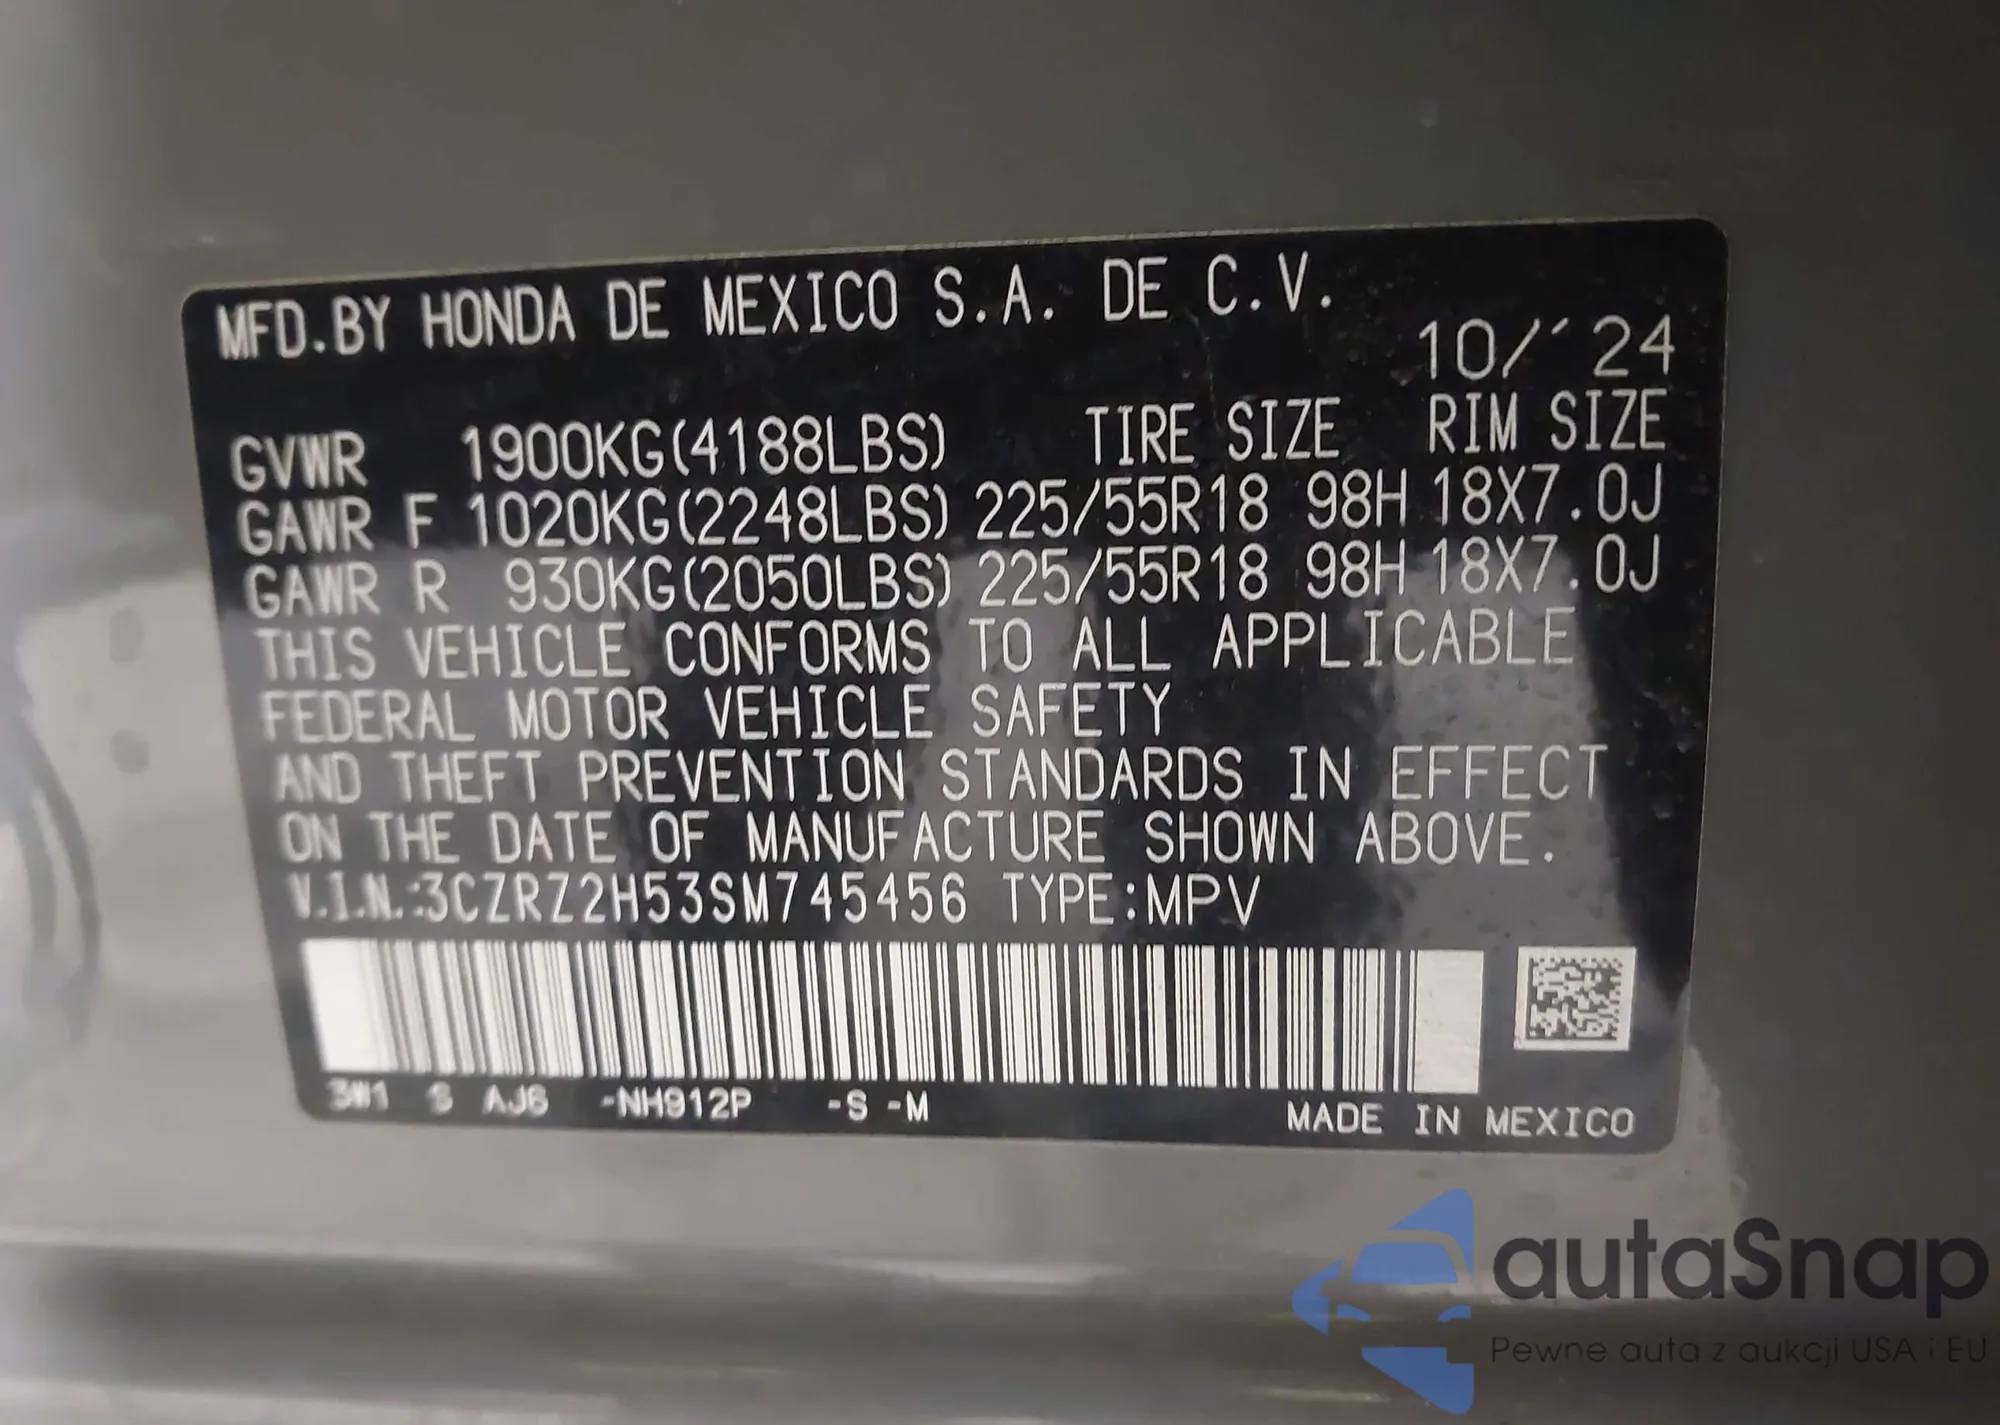 MFD.BY HONDA DE MEXICO S.A. DE C.V.
10/´24
GVWR 1900KG(4188LBS) TIRE SIZE RIM SIZE
GAWR F 1020KG(2248LBS) 225/55R18 98H 18X7.0J
GAWR R 930KG(2050LBS) 225/55R18 98H 18X7.0J
THIS VEHICLE CONFORMS TO ALL APPLICABLE
FEDERAL MOTOR VEHICLE SAFETY
AND THEFT PREVENTION STANDARDS IN EFFECT
ON THE DATE OF MANUFACTURE SHOWN ABOVE.
V.I.N.:3CZRZ2H53SM745456 TYPE:MPV
3W1 S AJ6 -NH912P -S -M
MADE IN MEXICO
autaSnap
Pewne auta z aukcji USA i EU